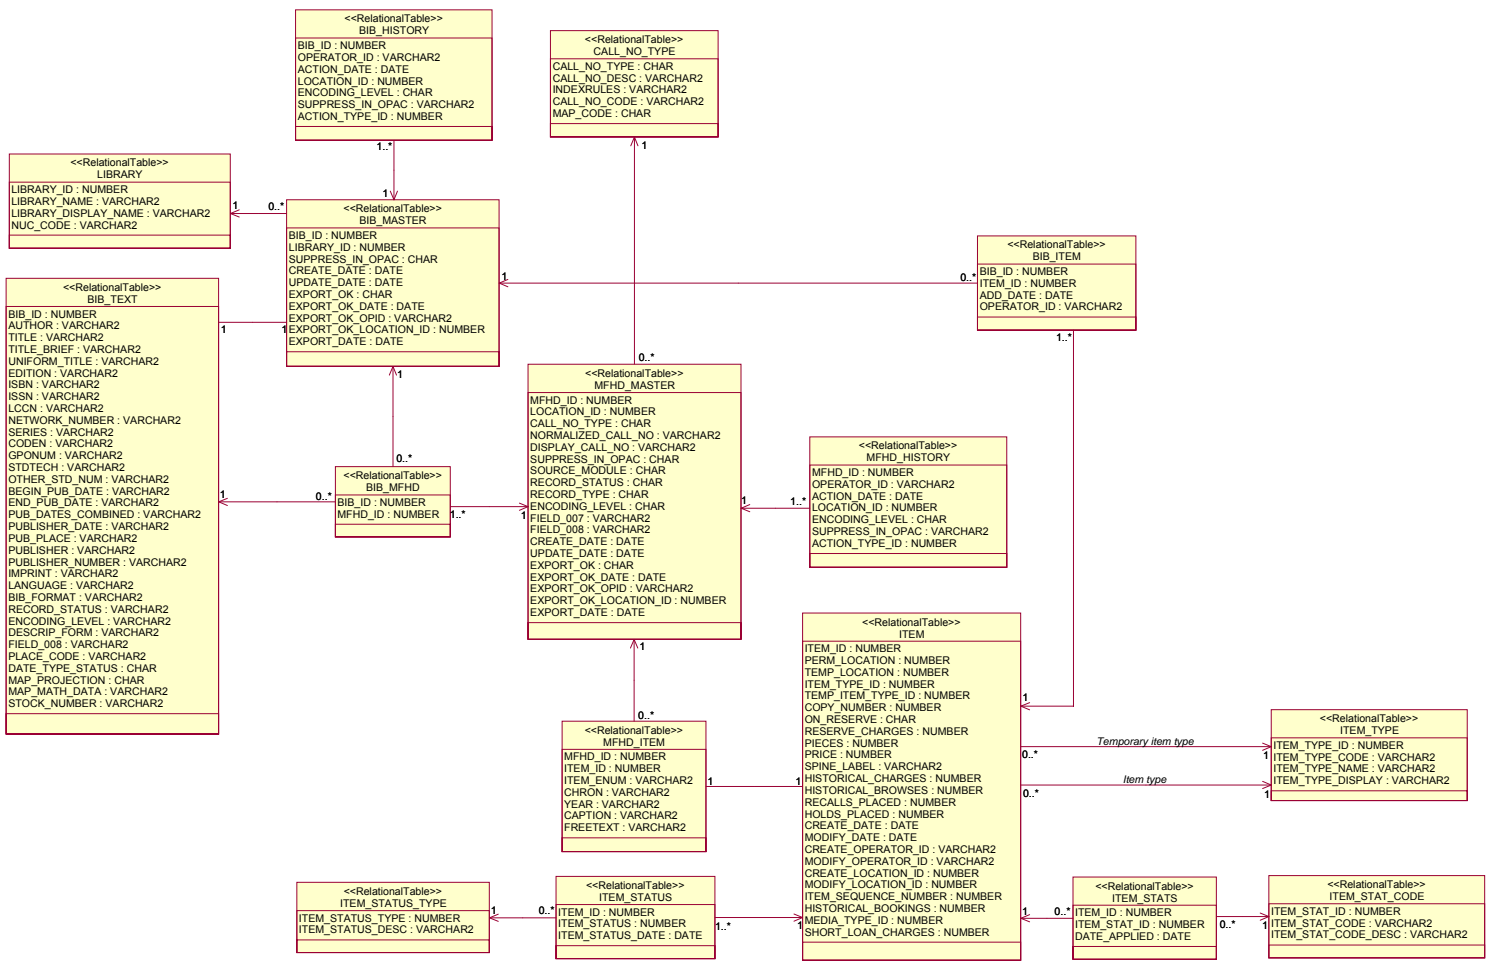 <<RelationalTable>>
BIB_HISTORY
BIB_ID : NUMBER
OPERATOR_ID : VARCHAR2
ACTION_DATE : DATE
LOCATION_ID : NUMBER
ENCODING_LEVEL : CHAR
SUPPRESS_IN_OPAC : VARCHAR2
ACTION_TYPE_ID : NUMBER
1..*
1
<<RelationalTable>>
CALL_NO_TYPE
CALL_NO_TYPE : CHAR
CALL_NO_DESC : VARCHAR2
INDEXRULES : VARCHAR2
CALL_NO_CODE : VARCHAR2
MAP_CODE : CHAR
1
0..*
<<RelationalTable>>
LIBRARY
LIBRARY_ID : NUMBER
LIBRARY_NAME : VARCHAR2
LIBRARY_DISPLAY_NAME : VARCHAR2
NUC_CODE : VARCHAR2
1
0..*
<<RelationalTable>>
BIB_MASTER
BIB_ID : NUMBER
LIBRARY_ID : NUMBER
SUPPRESS_IN_OPAC : CHAR
CREATE_DATE : DATE
UPDATE_DATE : DATE
EXPORT_OK : CHAR
EXPORT_OK_DATE : DATE
EXPORT_OK_OPID : VARCHAR2
EXPORT_OK_LOCATION_ID : NUMBER
EXPORT_DATE : DATE
1
0..*
<<RelationalTable>>
BIB_ITEM
BIB_ID : NUMBER
ITEM_ID : NUMBER
ADD_DATE : DATE
OPERATOR_ID : VARCHAR2
1..*
1
<<RelationalTable>>
BIB_TEXT
BIB_ID : NUMBER
AUTHOR : VARCHAR2
TITLE : VARCHAR2
TITLE_BRIEF : VARCHAR2
UNIFORM_TITLE : VARCHAR2
EDITION : VARCHAR2
ISBN : VARCHAR2
ISSN : VARCHAR2
LCCN : VARCHAR2
NETWORK_NUMBER : VARCHAR2
SERIES : VARCHAR2
CODEN : VARCHAR2
GPONUM : VARCHAR2
STDTECH : VARCHAR2
OTHER_STD_NUM : VARCHAR2
BEGIN_PUB_DATE : VARCHAR2
END_PUB_DATE : VARCHAR2
PUB_DATES_COMBINED : VARCHAR2
PUBLISHER_DATE : VARCHAR2
PUB_PLACE : VARCHAR2
PUBLISHER : VARCHAR2
PUBLISHER_NUMBER : VARCHAR2
IMPRINT : VARCHAR2
LANGUAGE : VARCHAR2
BIB_FORMAT : VARCHAR2
RECORD_STATUS : VARCHAR2
ENCODING_LEVEL : VARCHAR2
DESCRIP_FORM : VARCHAR2
FIELD_008 : VARCHAR2
PLACE_CODE : VARCHAR2
DATE_TYPE_STATUS : CHAR
MAP_PROJECTION : CHAR
MAP_MATH_DATA : VARCHAR2
STOCK_NUMBER : VARCHAR2
1
1
1
0..*
1
0..*
<<RelationalTable>>
BIB_MFHD
BIB_ID : NUMBER
MFHD_ID : NUMBER
1..*
1
<<RelationalTable>>
MFHD_MASTER
MFHD_ID : NUMBER
LOCATION_ID : NUMBER
CALL_NO_TYPE : CHAR
NORMALIZED_CALL_NO : VARCHAR2
DISPLAY_CALL_NO : VARCHAR2
SUPPRESS_IN_OPAC : CHAR
SOURCE_MODULE : CHAR
RECORD_STATUS : CHAR
RECORD_TYPE : CHAR
ENCODING_LEVEL : CHAR
FIELD_007 : VARCHAR2
FIELD_008 : VARCHAR2
CREATE_DATE : DATE
UPDATE_DATE : DATE
EXPORT_OK : CHAR
EXPORT_OK_DATE : DATE
EXPORT_OK_OPID : VARCHAR2
EXPORT_OK_LOCATION_ID : NUMBER
EXPORT_DATE : DATE
1
1..*
<<RelationalTable>>
MFHD_HISTORY
MFHD_ID : NUMBER
OPERATOR_ID : VARCHAR2
ACTION_DATE : DATE
LOCATION_ID : NUMBER
ENCODING_LEVEL : CHAR
SUPPRESS_IN_OPAC : VARCHAR2
ACTION_TYPE_ID : NUMBER
1
0..*
<<RelationalTable>>
MFHD_ITEM
MFHD_ID : NUMBER
ITEM_ID : NUMBER
ITEM_ENUM : VARCHAR2
CHRON : VARCHAR2
YEAR : VARCHAR2
CAPTION : VARCHAR2
FREETEXT : VARCHAR2
1
1
<<RelationalTable>>
ITEM
ITEM_ID : NUMBER
PERM_LOCATION : NUMBER
TEMP_LOCATION : NUMBER
ITEM_TYPE_ID : NUMBER
TEMP_ITEM_TYPE_ID : NUMBER
COPY_NUMBER : NUMBER
ON_RESERVE : CHAR
RESERVE_CHARGES : NUMBER
PIECES : NUMBER
PRICE : NUMBER
SPINE_LABEL : VARCHAR2
HISTORICAL_CHARGES : NUMBER
HISTORICAL_BROWSES : NUMBER
RECALLS_PLACED : NUMBER
HOLDS_PLACED : NUMBER
CREATE_DATE : DATE
MODIFY_DATE : DATE
CREATE_OPERATOR_ID : VARCHAR2
MODIFY_OPERATOR_ID : VARCHAR2
CREATE_LOCATION_ID : NUMBER
MODIFY_LOCATION_ID : NUMBER
ITEM_SEQUENCE_NUMBER : NUMBER
HISTORICAL_BOOKINGS : NUMBER
MEDIA_TYPE_ID : NUMBER
SHORT_LOAN_CHARGES : NUMBER
Temporary item type
0..*
1
Item type
0..*
1
<<RelationalTable>>
ITEM_TYPE
ITEM_TYPE_ID : NUMBER
ITEM_TYPE_CODE : VARCHAR2
ITEM_TYPE_NAME : VARCHAR2
ITEM_TYPE_DISPLAY : VARCHAR2
<<RelationalTable>>
ITEM_STATUS_TYPE
ITEM_STATUS_TYPE : NUMBER
ITEM_STATUS_DESC : VARCHAR2
1
0..*
<<RelationalTable>>
ITEM_STATUS
ITEM_ID : NUMBER
ITEM_STATUS : NUMBER
ITEM_STATUS_DATE : DATE
1..*
1
1
0..*
<<RelationalTable>>
ITEM_STATS
ITEM_ID : NUMBER
ITEM_STAT_ID : NUMBER
DATE_APPLIED : DATE
0..*
1
<<RelationalTable>>
ITEM_STAT_CODE
ITEM_STAT_ID : NUMBER
ITEM_STAT_CODE : VARCHAR2
ITEM_STAT_CODE_DESC : VARCHAR2